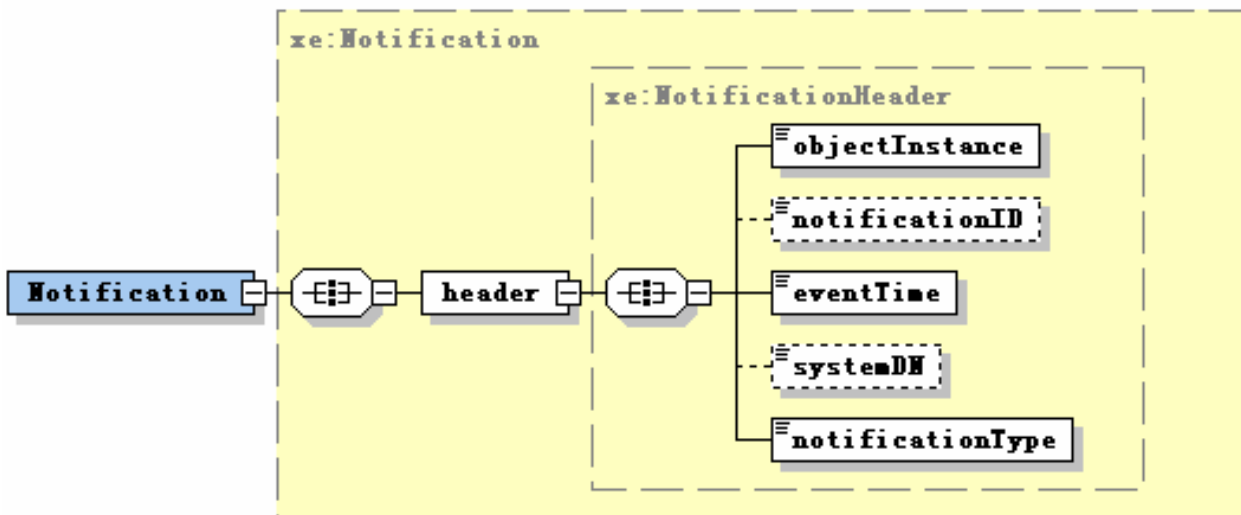 xe:Notification
xe:NotificationHeader
objectInstance
notificationID
Notification
header
eventTime
systemDN
notificationType